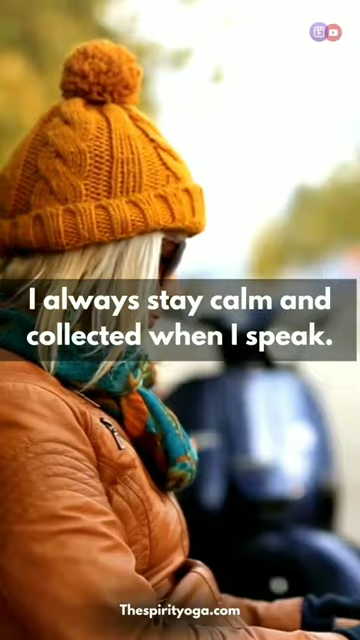 I always stay calm and
collected when I speak.
Thespirityoga.com